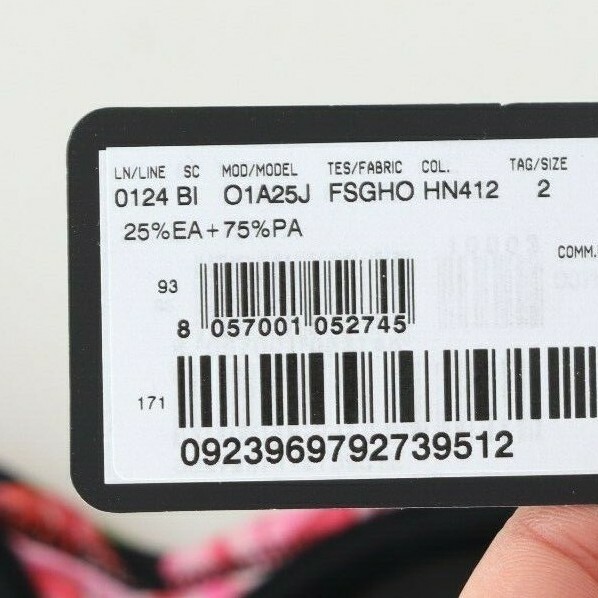 LN/LINE SC MOD/MODEL TES/FABRIC COL. TAG/SIZE
0124 BI O1A25J FSGHO HN412 2
25%EA+75%PA
COMM.
93
8 057001 052745
171
0923969792739512